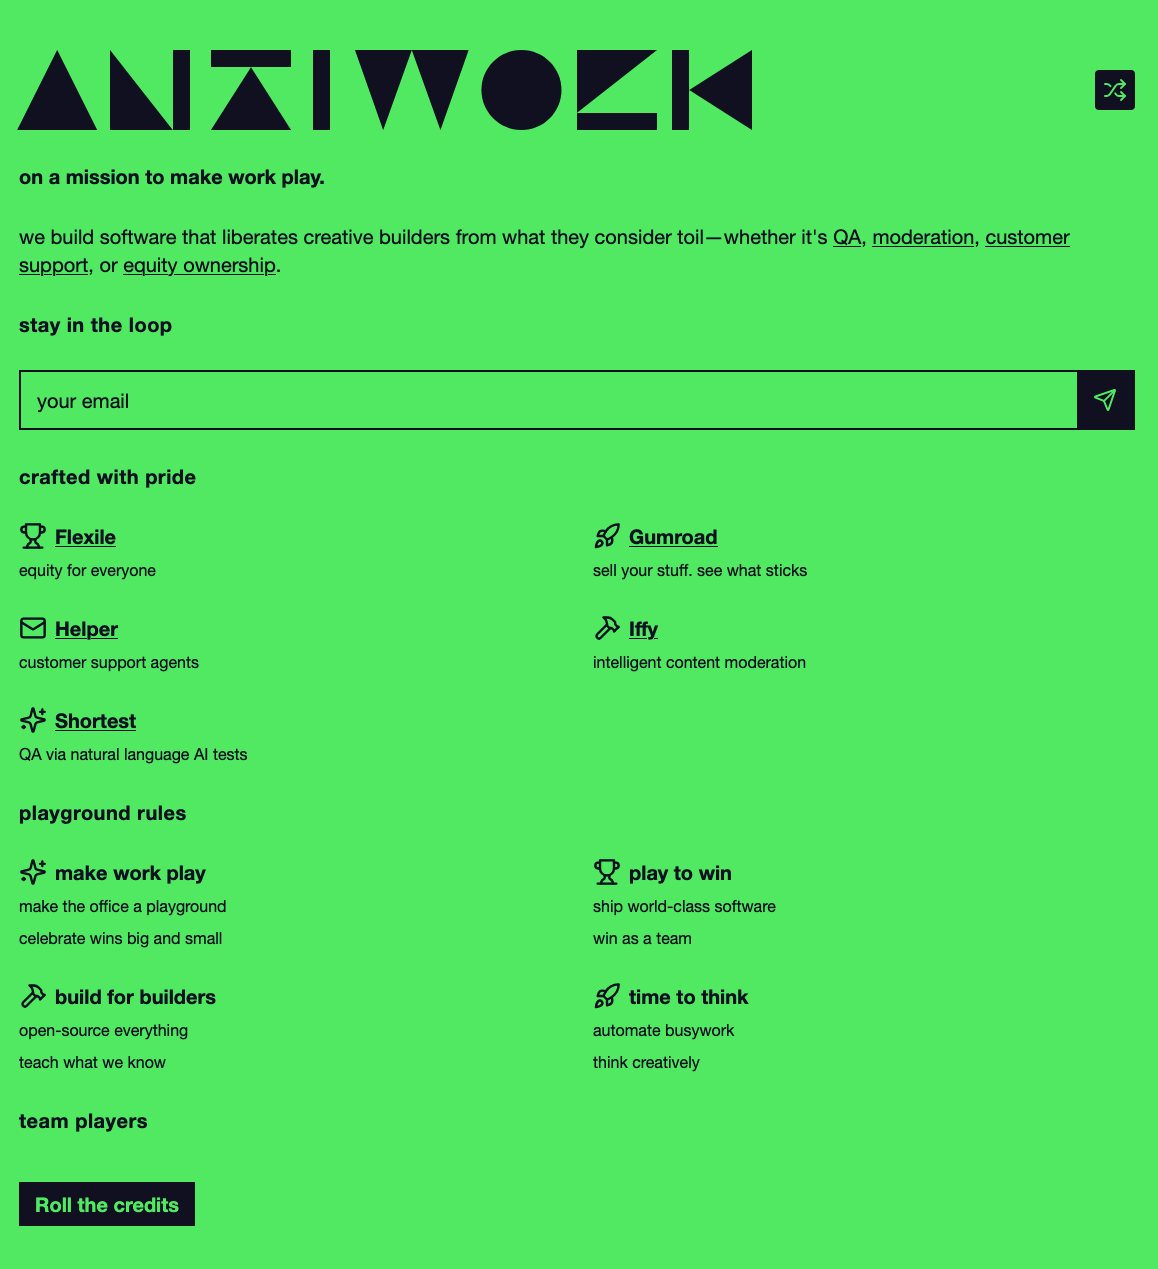 ANTIWORK
on a mission to make work play.
we build software that liberates creative builders from what they consider toil—whether it's QA, moderation, customer
support, or equity ownership.
stay in the loop
your email
crafted with pride
Flexile
equity for everyone
Gumroad
sell your stuff. see what sticks
Helper
customer support agents
Iffy
intelligent content moderation
Shortest
QA via natural language AI tests
playground rules
make work play
make the office a playground
celebrate wins big and small
play to win
ship world-class software
win as a team
build for builders
open-source everything
teach what we know
time to think
automate busywork
think creatively
team players
Roll the credits